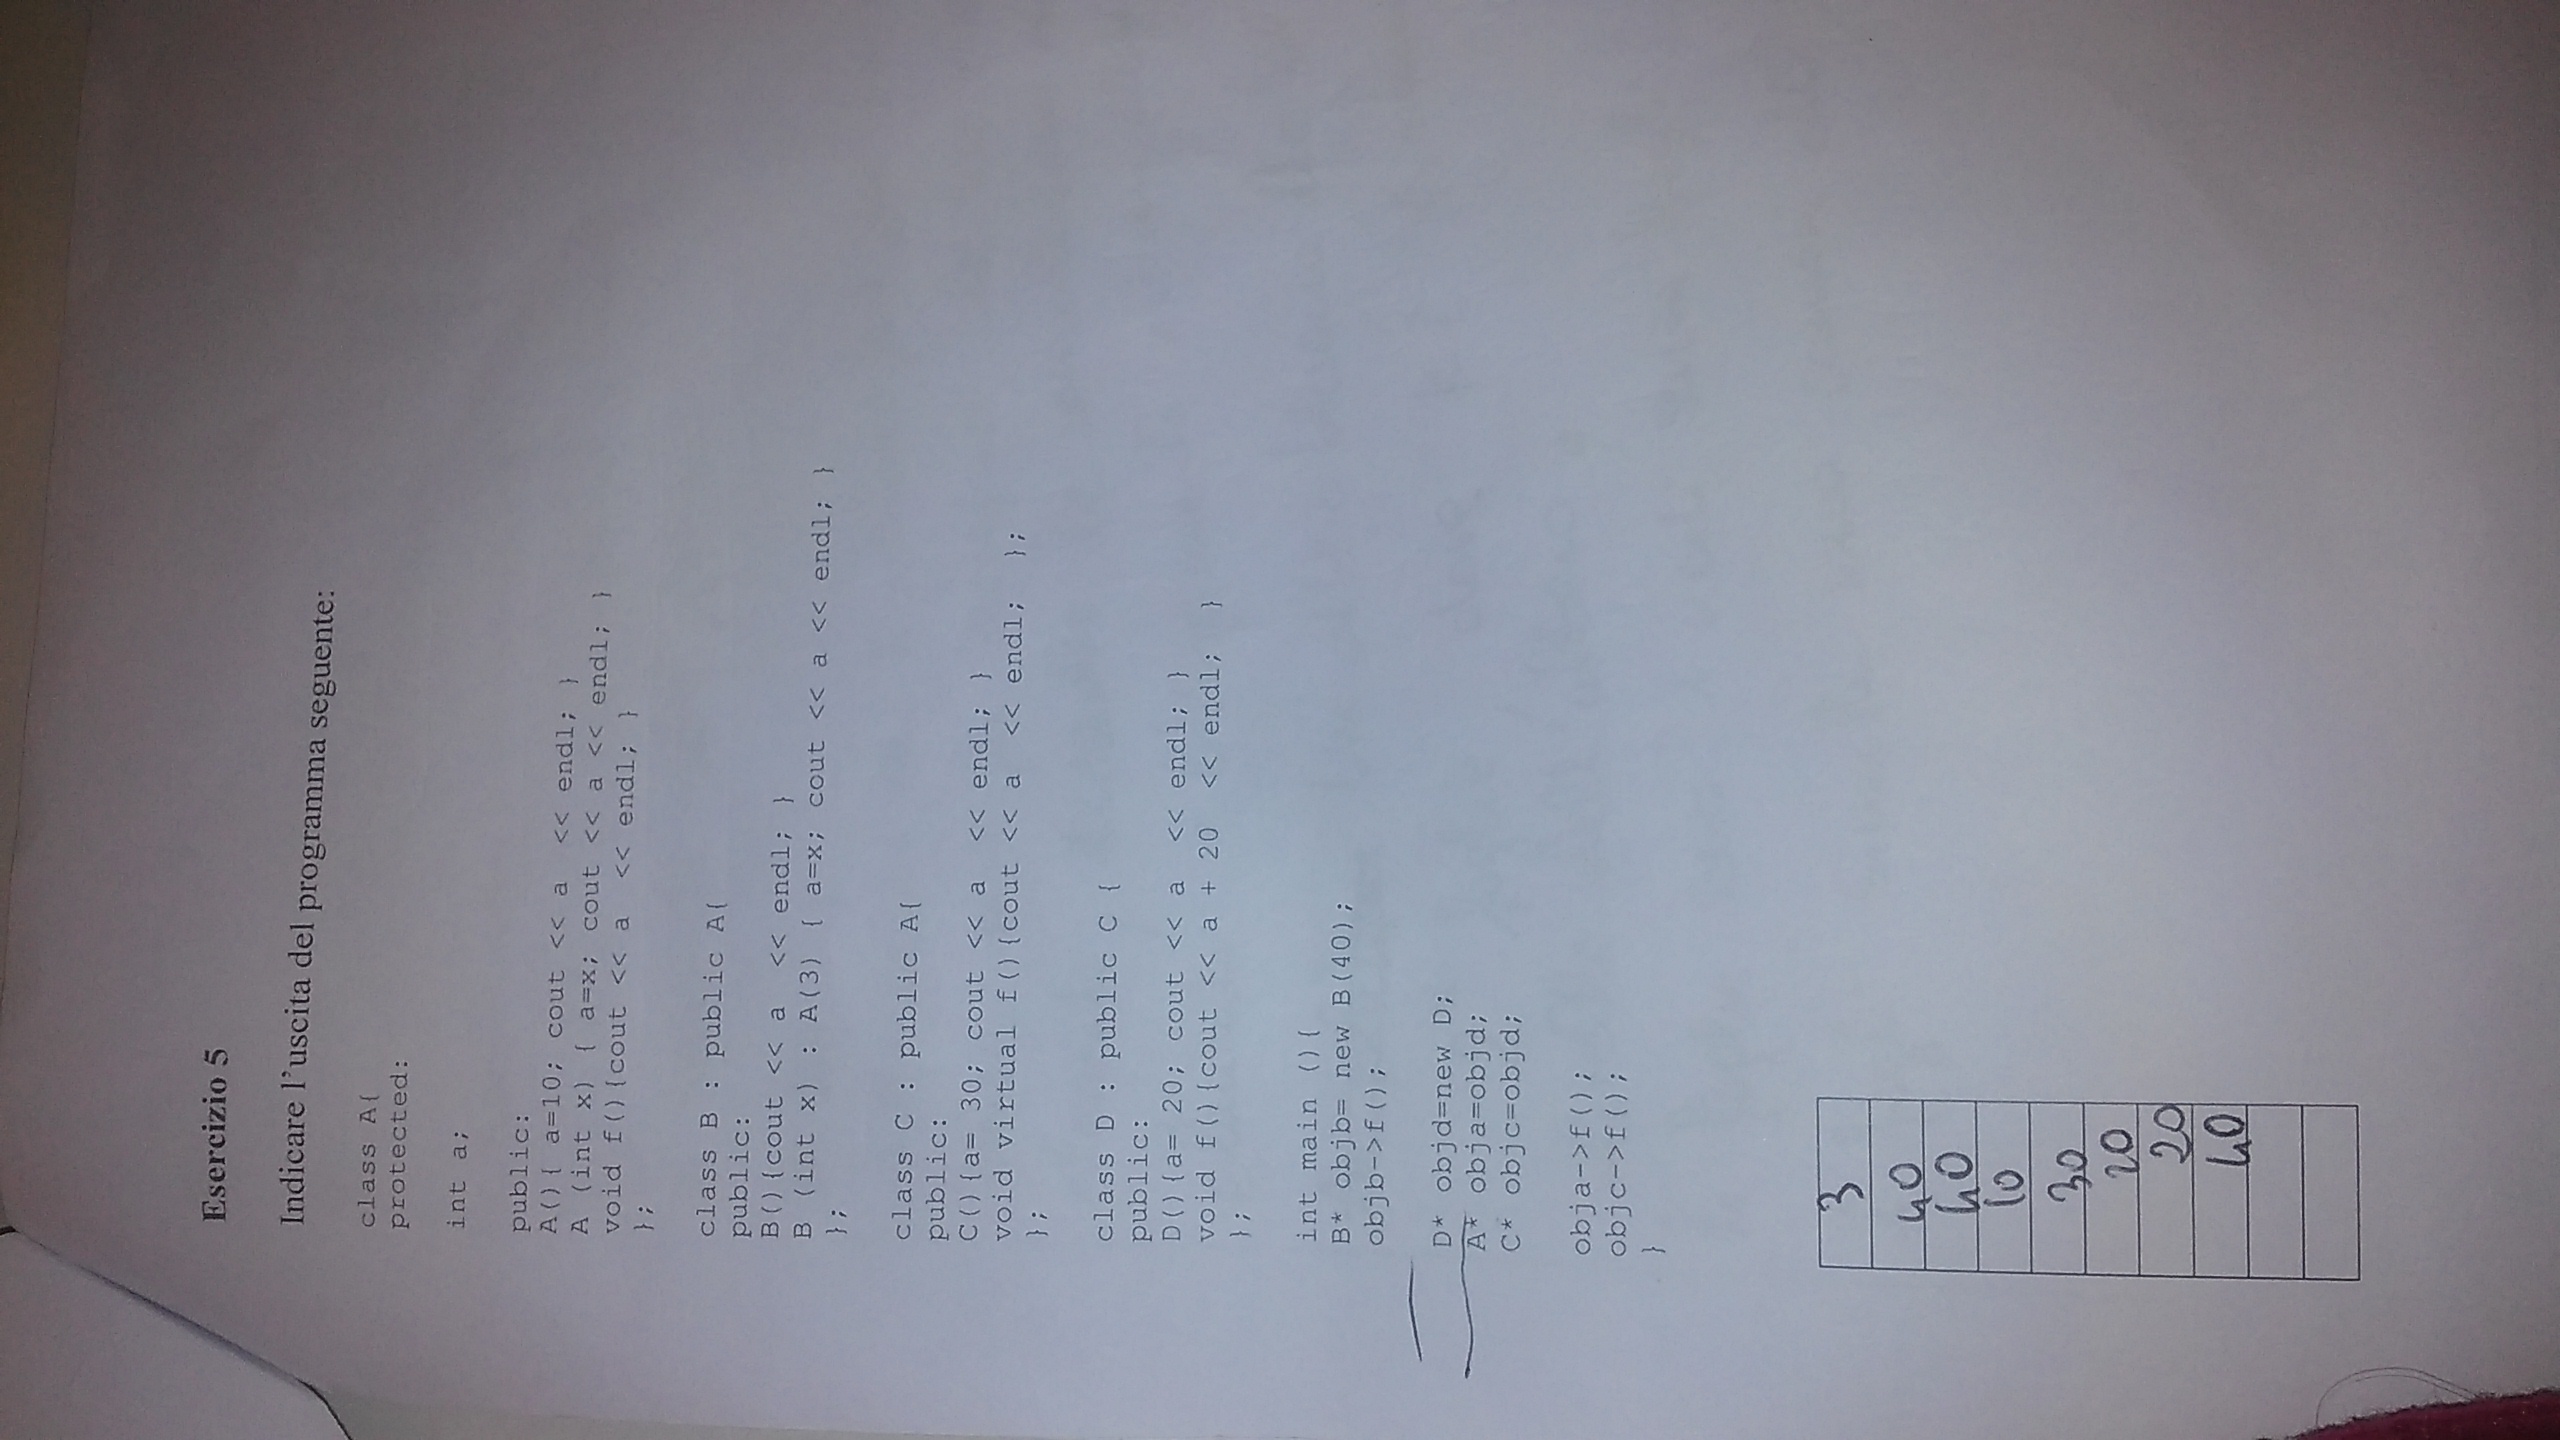 Esercizio 5
Indicare l'uscita del programma seguente:
class A{
protected:
int a;
public:
A(){ a=10; cout << a  << endl; }
A (int x) { a=x; cout << a << endl; }
void f(){cout << a  << endl; }
};
class B : public A{
public:
B(){cout << a  << endl; }
B (int x) : A(3) { a=x; cout << a << endl; }
};
class C : public A{
public:
C(){a= 30; cout << a  << endl; }
void virtual f(){cout << a  << endl;  };
};
class D : public C {
public:
D(){a= 20; cout << a  << endl; }
void f(){cout << a + 20  << endl;  }
};
int main (){
B* objb= new B(40);
objb->f();
D* objd=new D;
A* obja=objd;
C* objc=objd;
obja->f();
objc->f();
}
3
40
40
10
30
20
20
40